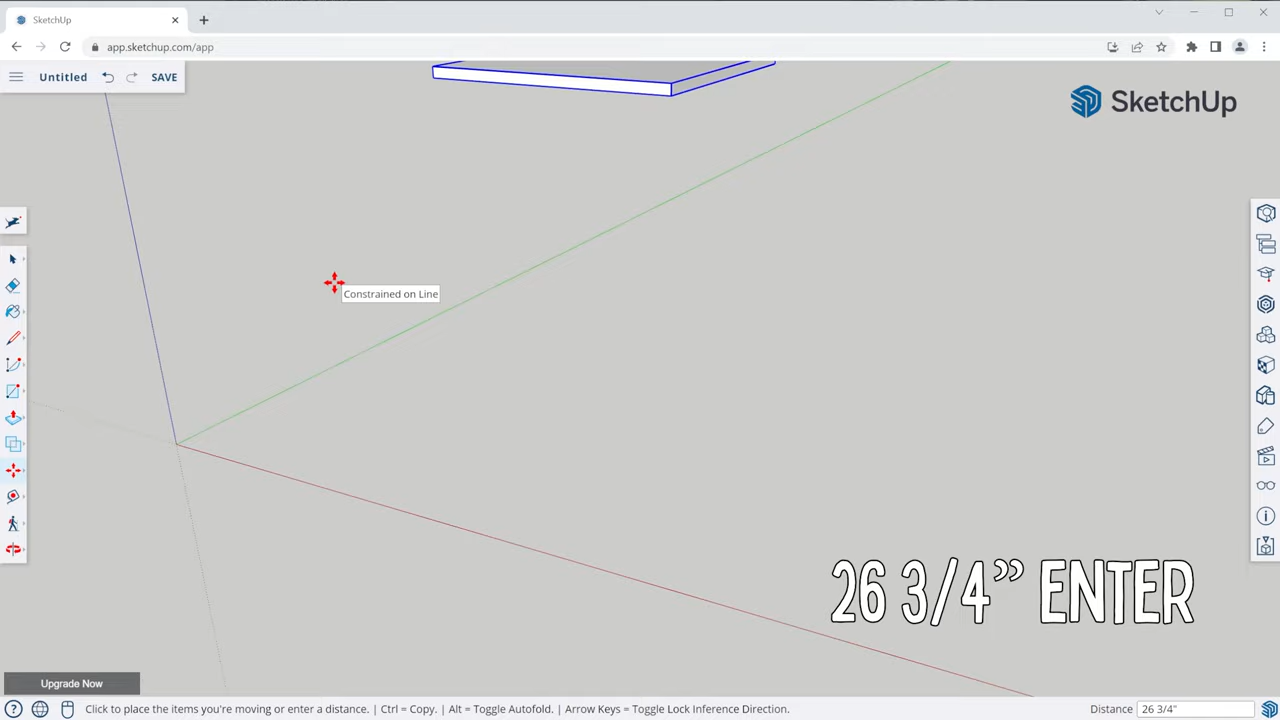 SketchUp
app.sketchup.com/app
Untitled SAVE
SketchUp
Constrained on Line
26 3/4” ENTER
Upgrade Now
Click to place the items you're moving or enter a distance. | Ctrl = Copy. | Alt = Toggle Autofold. | Arrow Keys = Toggle Lock Inference Direction. Distance 26 3/4"